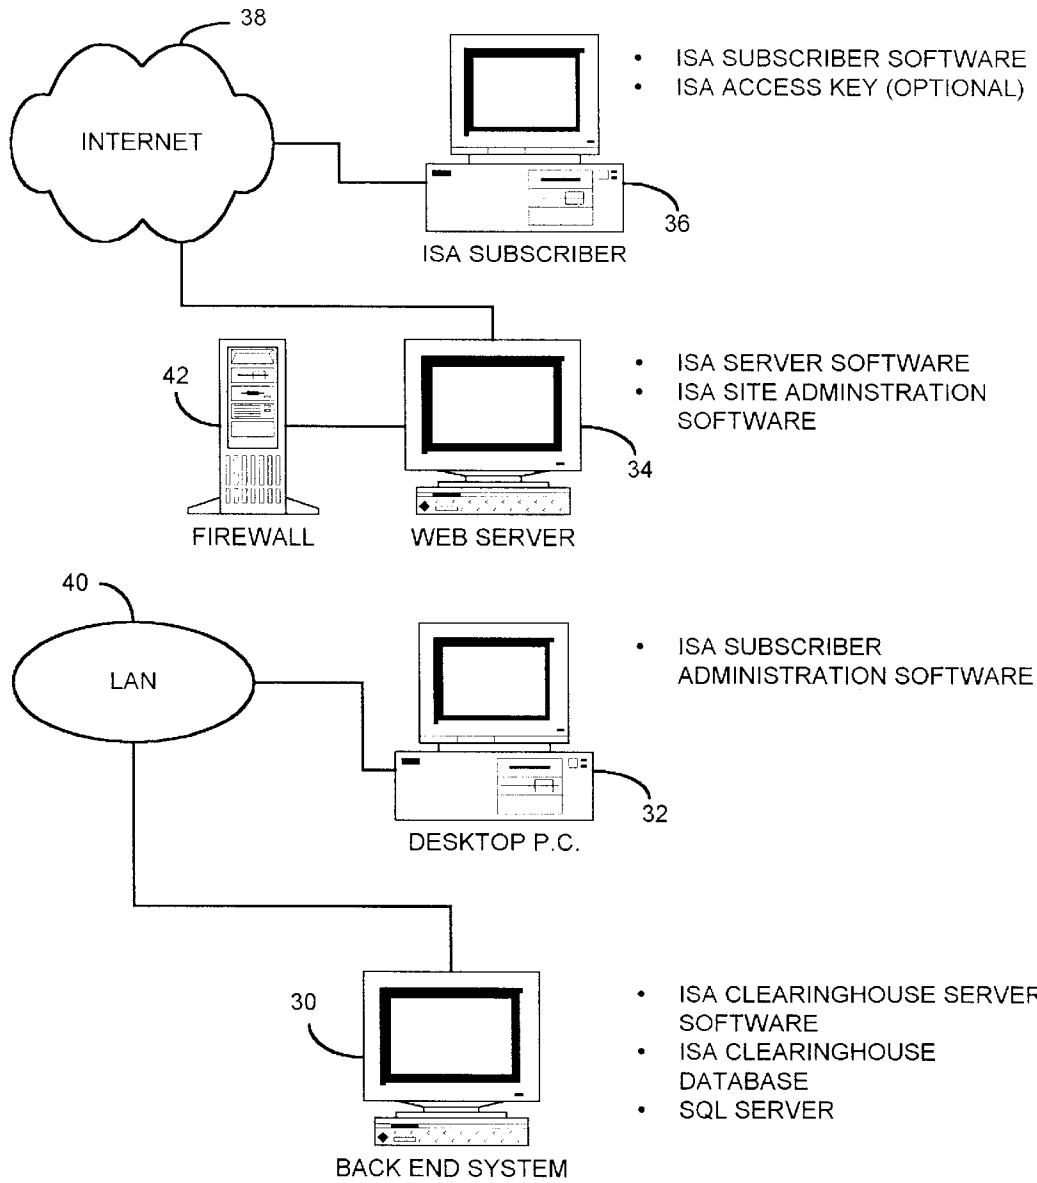 38
INTERNET
• ISA SUBSCRIBER SOFTWARE
• ISA ACCESS KEY (OPTIONAL)
36
ISA SUBSCRIBER
42
FIREWALL
• ISA SERVER SOFTWARE
• ISA SITE ADMINSTRATION
SOFTWARE
34
WEB SERVER
40
LAN
• ISA SUBSCRIBER
ADMINISTRATION SOFTWARE
32
DESKTOP P.C.
30
• ISA CLEARINGHOUSE SERVER
SOFTWARE
• ISA CLEARINGHOUSE
DATABASE
• SQL SERVER
BACK END SYSTEM